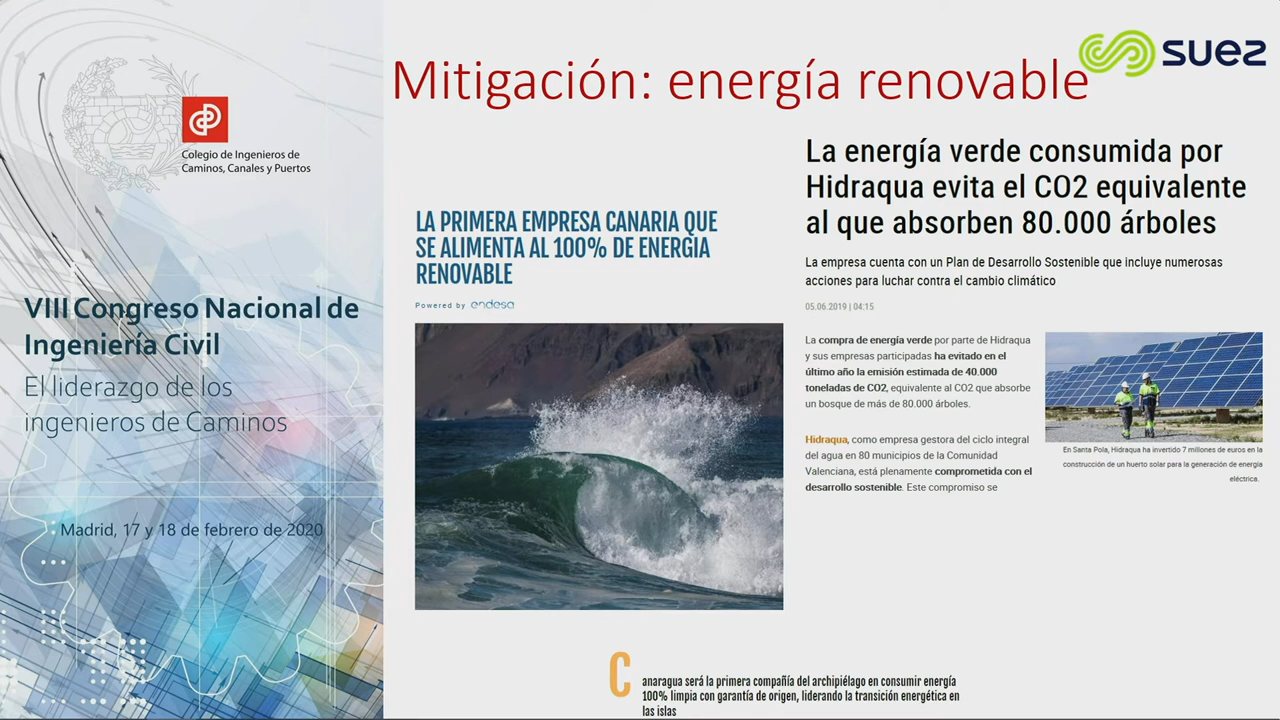 Colegio de Ingenieros de
Caminos, Canales y Puertos
VIII Congreso Nacional de
Ingeniería Civil
El liderazgo de los
ingenieros de Caminos
Madrid, 17 y 18 de febrero de 2020
suez
Mitigación: energía renovable
LA PRIMERA EMPRESA CANARIA QUE
SE ALIMENTA AL 100% DE ENERGÍA
RENOVABLE
Powered by endesa
Canaragua será la primera compañía del archipiélago en consumir energía
100% limpia con garantía de origen, liderando la transición energética en
las islas
La energía verde consumida por
Hidraqua evita el CO2 equivalente
al que absorben 80.000 árboles
La empresa cuenta con un Plan de Desarrollo Sostenible que incluye numerosas
acciones para luchar contra el cambio climático
05.06.2019 | 04:15
La compra de energía verde por parte de Hidraqua
y sus empresas participadas ha evitado en el
último año la emisión estimada de 40.000
toneladas de CO2, equivalente al CO2 que absorbe
un bosque de más de 80.000 árboles.
Hidraqua, como empresa gestora del ciclo integral
del agua en 80 municipios de la Comunidad
Valenciana, está plenamente comprometida con el
desarrollo sostenible. Este compromiso se
En Santa Pola, Hidraqua ha invertido 7 millones de euros en la
construcción de un huerto solar para la generación de energía
eléctrica.